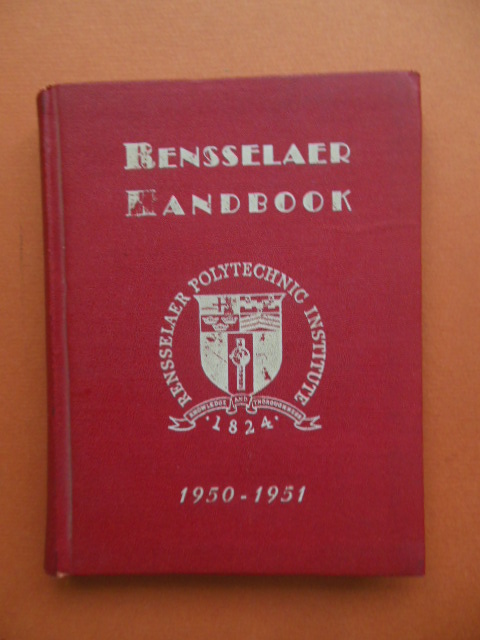 RENSSELAER
HANDBOOK
RENSSELAER POLYTECHNIC INSTITUTE
KNOWLEDGE AND THOROUGHNESS
· 1824 ·
1950 - 1951